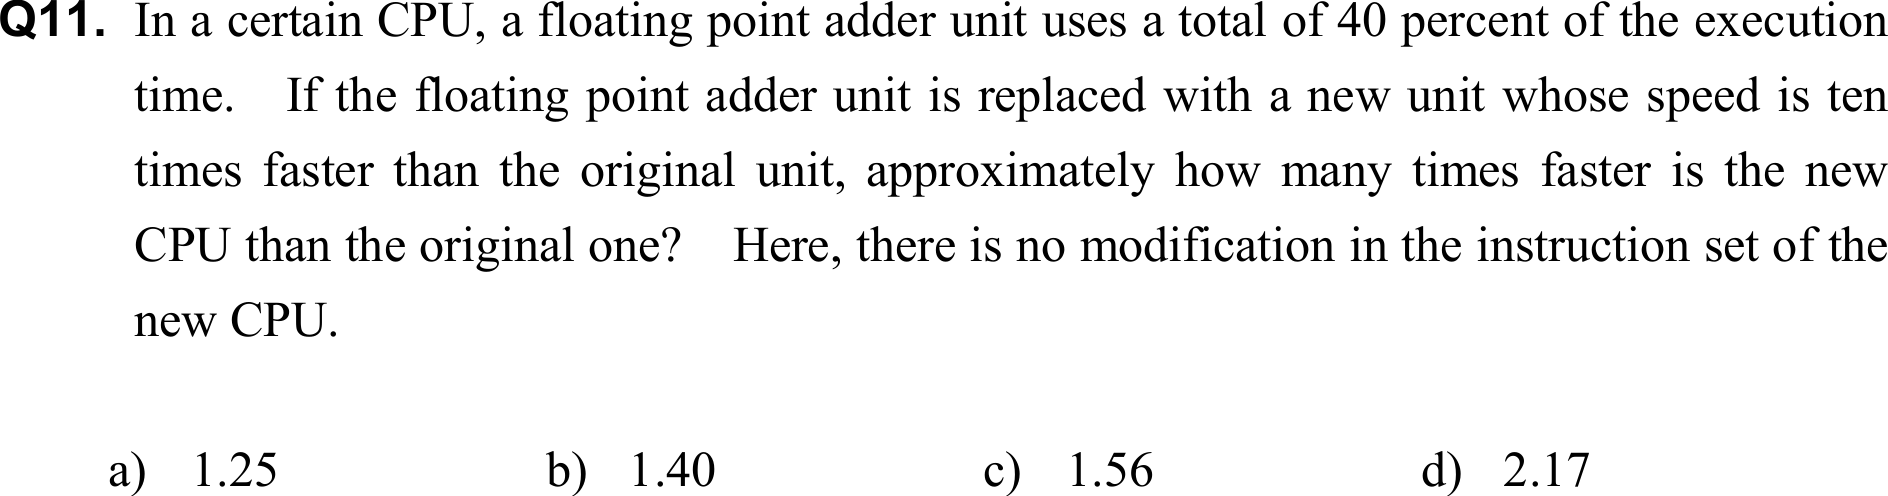 Q11. In a certain CPU, a floating point adder unit uses a total of 40 percent of the execution
time. If the floating point adder unit is replaced with a new unit whose speed is ten
times faster than the original unit, approximately how many times faster is the new
CPU than the original one? Here, there is no modification in the instruction set of the
new CPU.
a) 1.25 b) 1.40 c) 1.56 d) 2.17